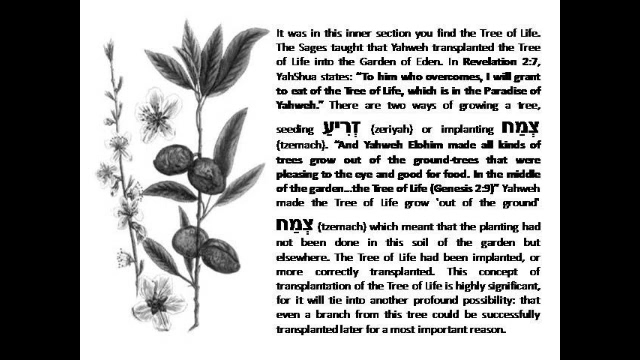 It was in this inner section you find the Tree of Life.
The Sages taught that Yahweh transplanted the Tree
of Life into the Garden of Eden. In Revelation 2:7,
YahShua states: “To him who overcomes, I will grant
to eat of the Tree of Life, which is in the Paradise of
Yahweh.” There are two ways of growing a tree,
seeding זְרִיעַ {zeriyah} or implanting צְמַח
{tzemach}. “And Yahweh Elohim made all kinds of
trees grow out of the ground-trees that were
pleasing to the eye and good for food. In the middle
of the garden...the Tree of Life {Genesis 2:9}” Yahweh
made the Tree of Life grow 'out of the ground'
צְמַח {tzemach} which meant that the planting had
not been done in this soil of the garden but
elsewhere. The Tree of Life had been implanted, or
more correctly transplanted. This concept of
transplantation of the Tree of Life is highly significant,
for it will tie into another profound possibility: that
even a branch from this tree could be successfully
transplanted later for a most important reason.